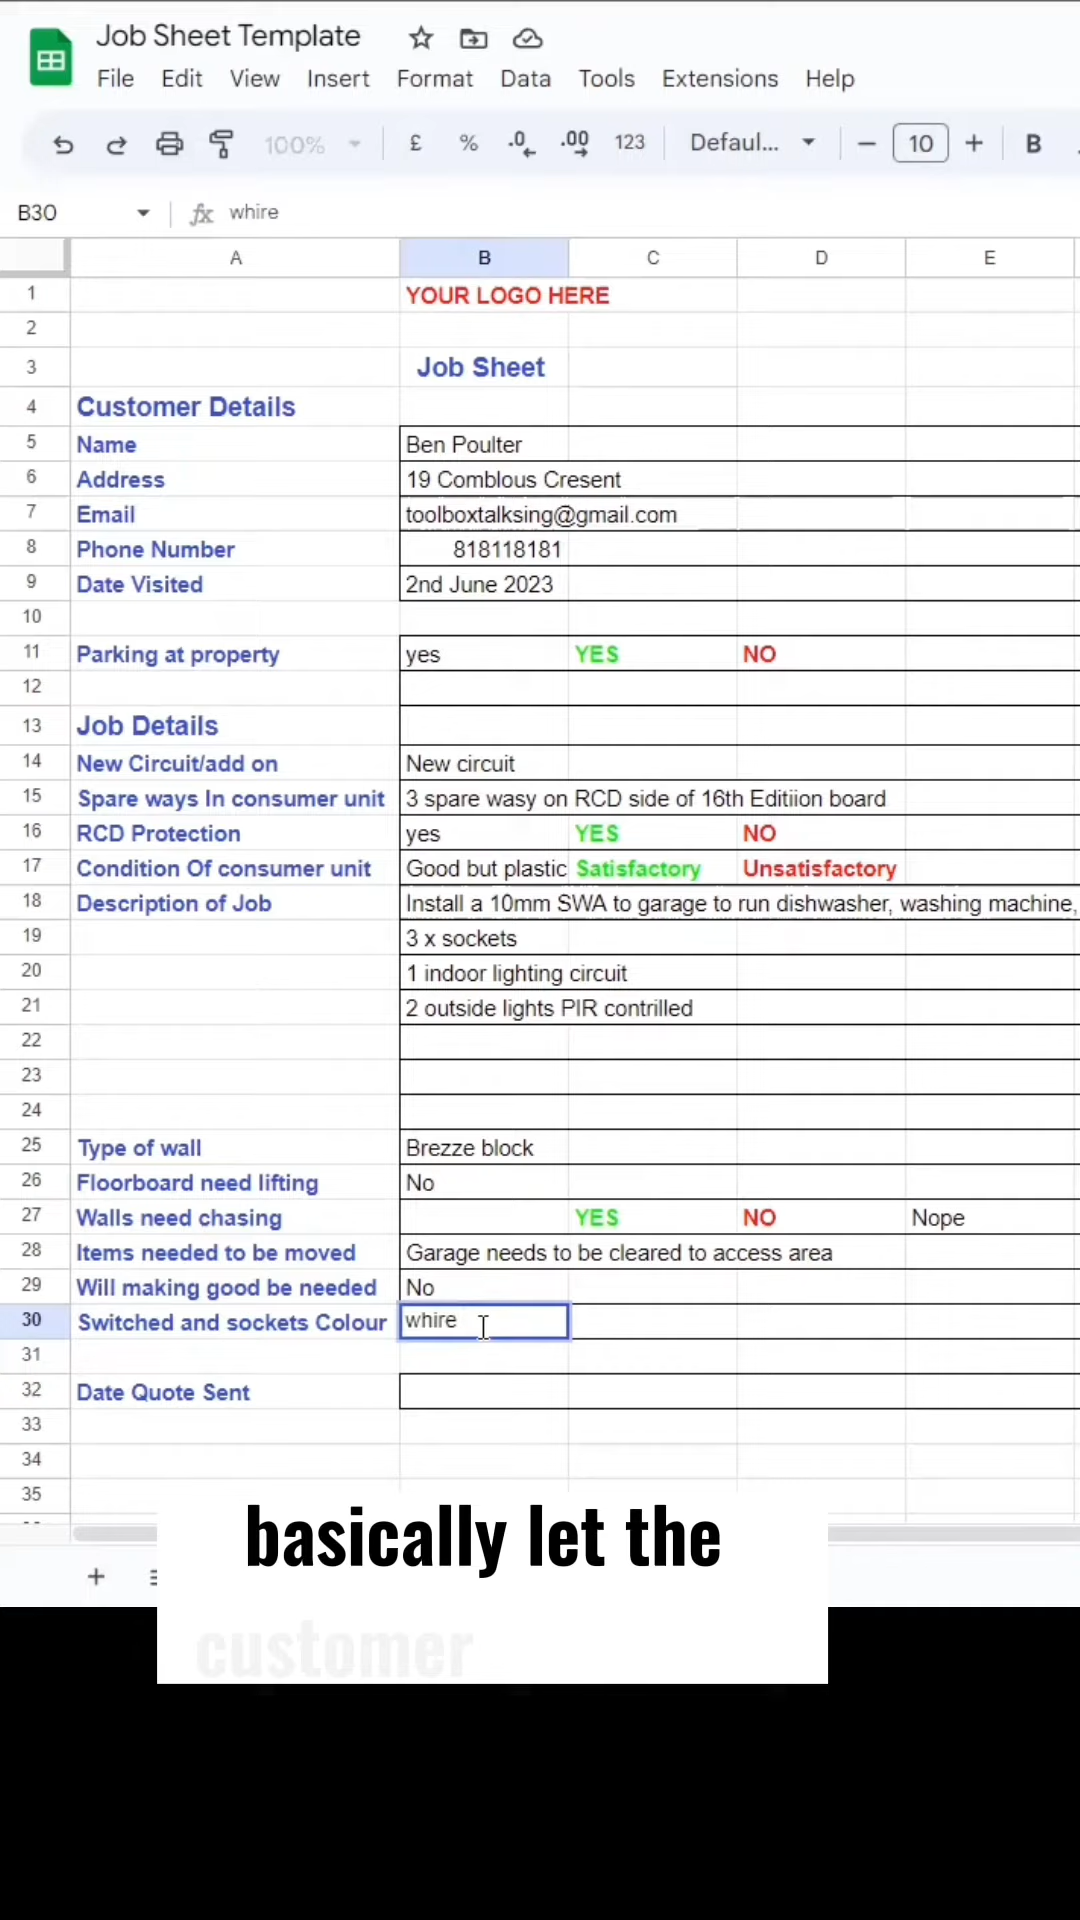 Job Sheet Template
File Edit View Insert Format Data Tools Extensions Help
100% £ % .0 .00 123 Defaul... 10 B
B30 fx whire
A B C D E
1 YOUR LOGO HERE
2
3 Job Sheet
4 Customer Details
5 Name Ben Poulter
6 Address 19 Comblous Cresent
7 Email toolboxtalksing@gmail.com
8 Phone Number 818118181
9 Date Visited 2nd June 2023
10
11 Parking at property yes YES NO
12
13 Job Details
14 New Circuit/add on New circuit
15 Spare ways In consumer unit 3 spare wasy on RCD side of 16th Editiion board
16 RCD Protection yes YES NO
17 Condition Of consumer unit Good but plastic Satisfactory Unsatisfactory
18 Description of Job Install a 10mm SWA to garage to run dishwasher, washing machine,
19 3 x sockets
20 1 indoor lighting circuit
21 2 outside lights PIR contrilled
22
23
24
25 Type of wall Brezze block
26 Floorboard need lifting No
27 Walls need chasing YES NO Nope
28 Items needed to be moved Garage needs to be cleared to access area
29 Will making good be needed No
30 Switched and sockets Colour whire
31
32 Date Quote Sent
33
34
35
basically let the
customer